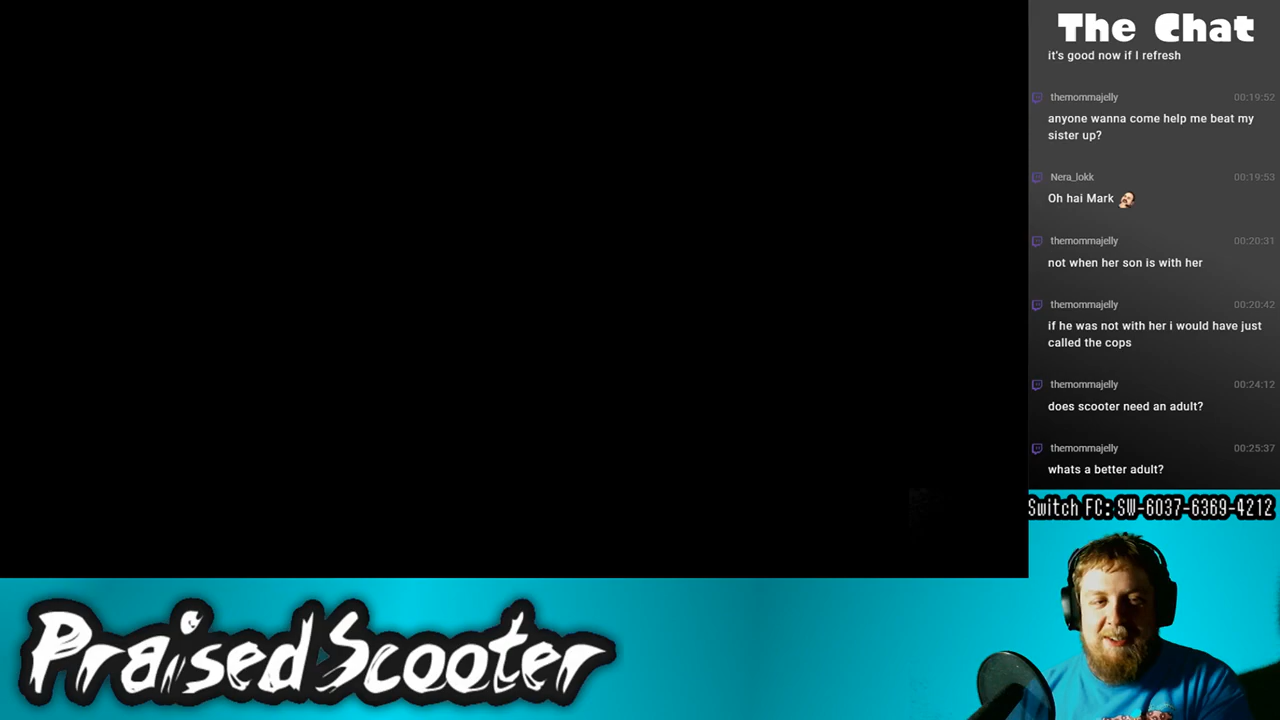 The Chat
it's good now if I refresh
themommajelly 00:19:52
anyone wanna come help me beat my
sister up?
Nera_lokk 00:19:53
Oh hai Mark
themommajelly 00:20:31
not when her son is with her
themommajelly 00:20:42
if he was not with her i would have just
called the cops
themommajelly 00:24:12
does scooter need an adult?
themommajelly 00:25:37
whats a better adult?
Switch FC: SW-6037-6369-4212
PraisedScooter